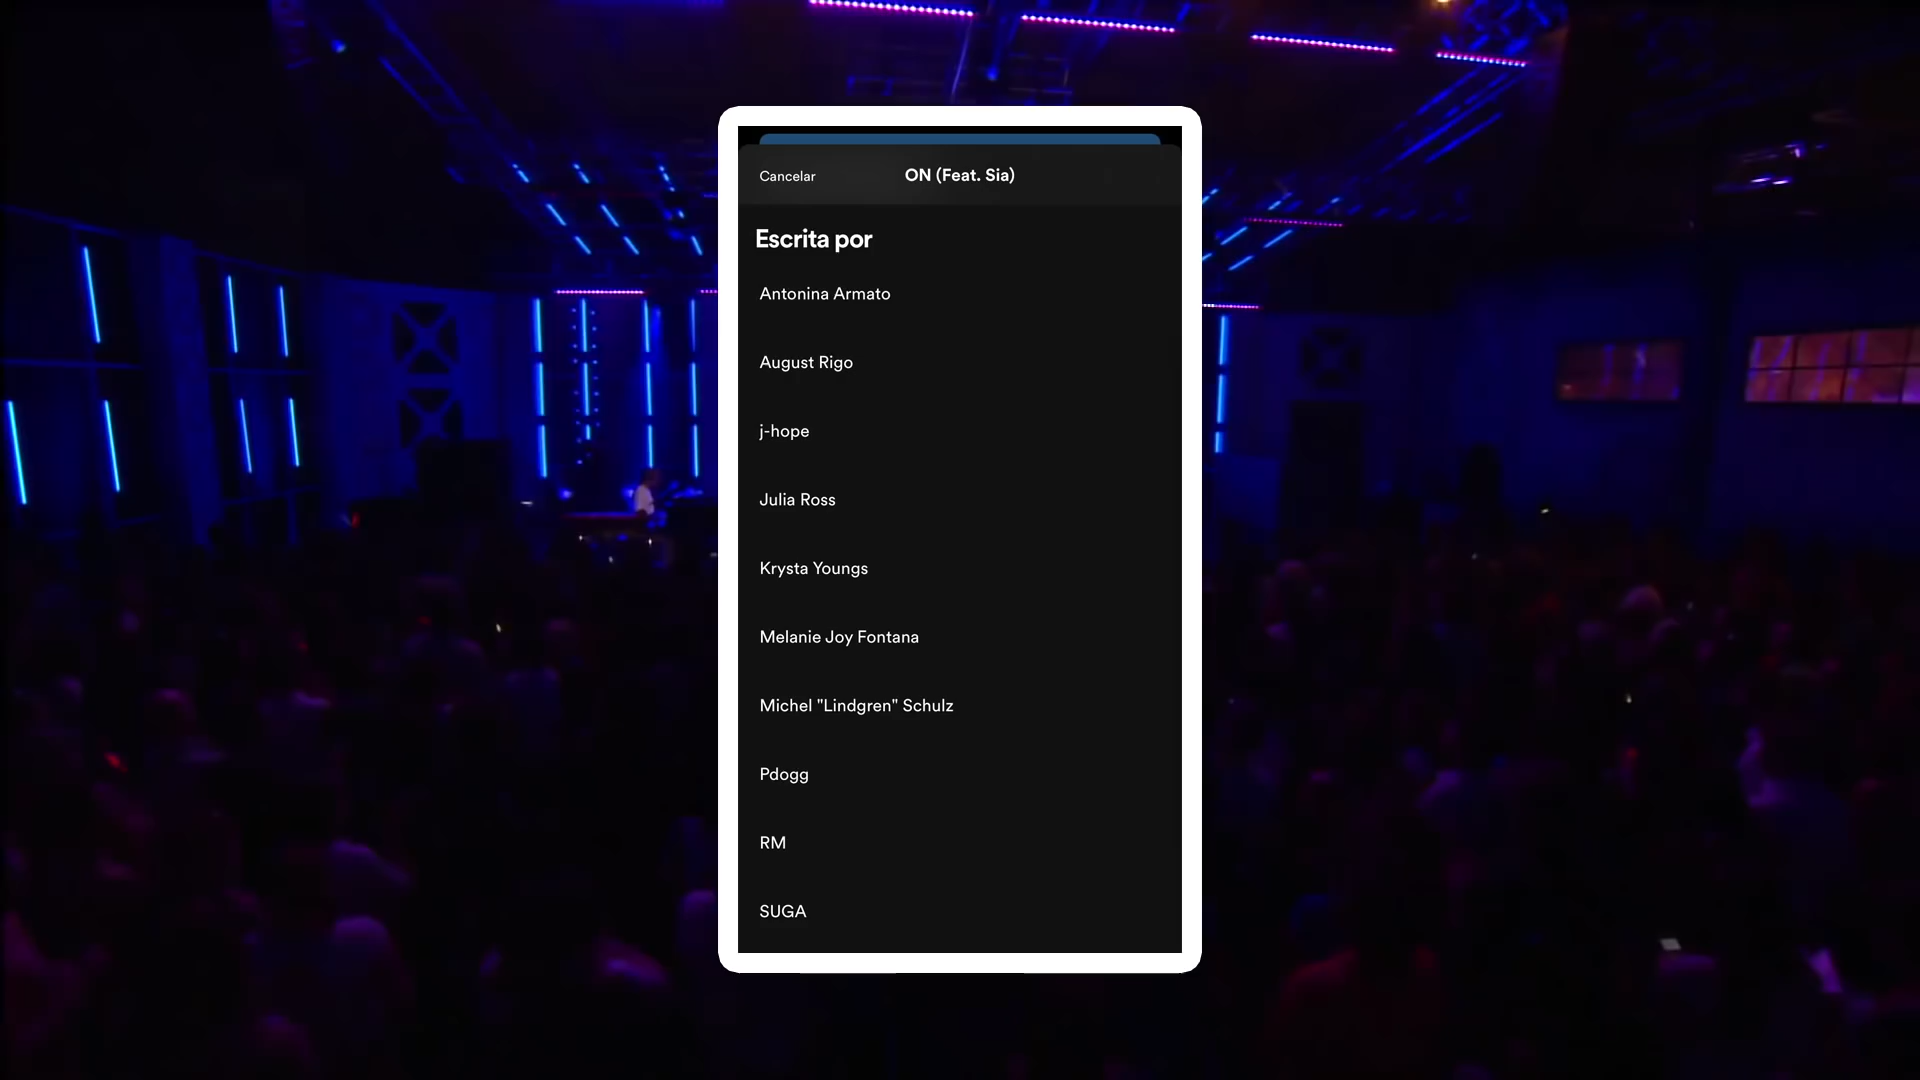 Cancelar
ON (Feat. Sia)
Escrita por
Antonina Armato
August Rigo
j-hope
Julia Ross
Krysta Youngs
Melanie Joy Fontana
Michel "Lindgren" Schulz
Pdogg
RM
SUGA